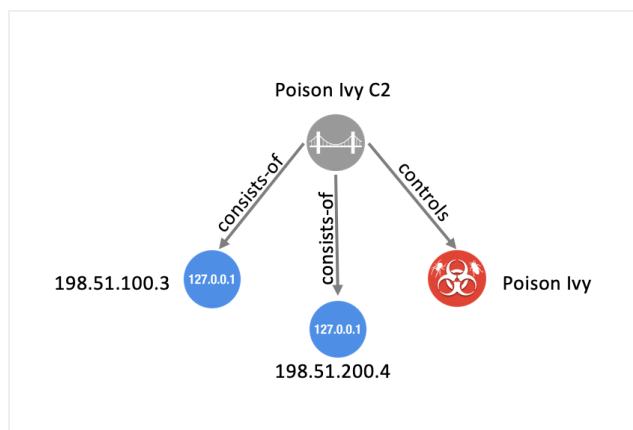 Poison Ivy C2
consists-of
consists-of
controls
198.51.100.3
127.0.0.1
Poison Ivy
127.0.0.1
198.51.200.4